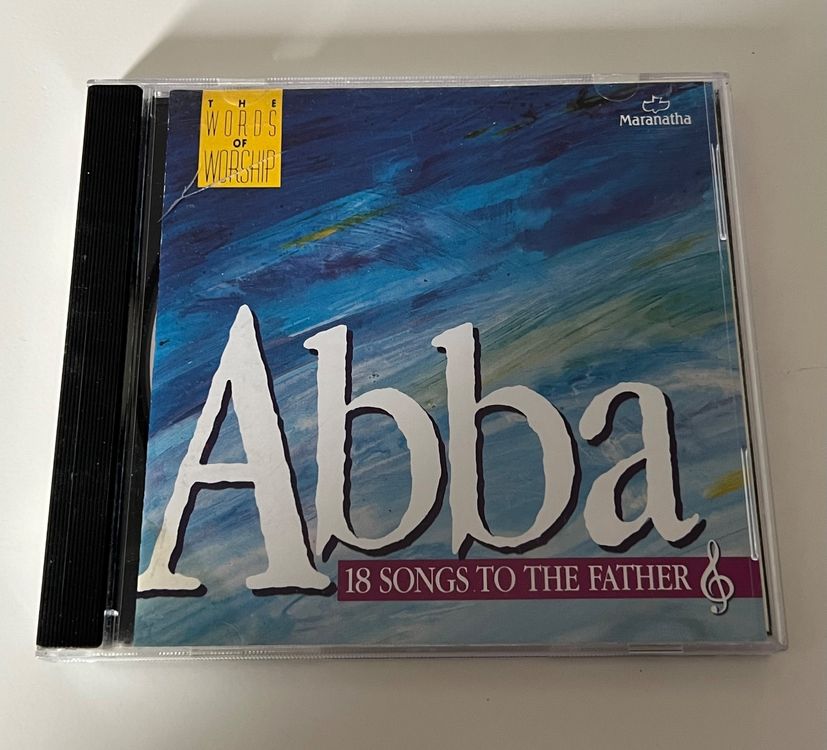 THE
WORDS
OF
WORSHIP
Maranatha
Abba
18 SONGS TO THE FATHER